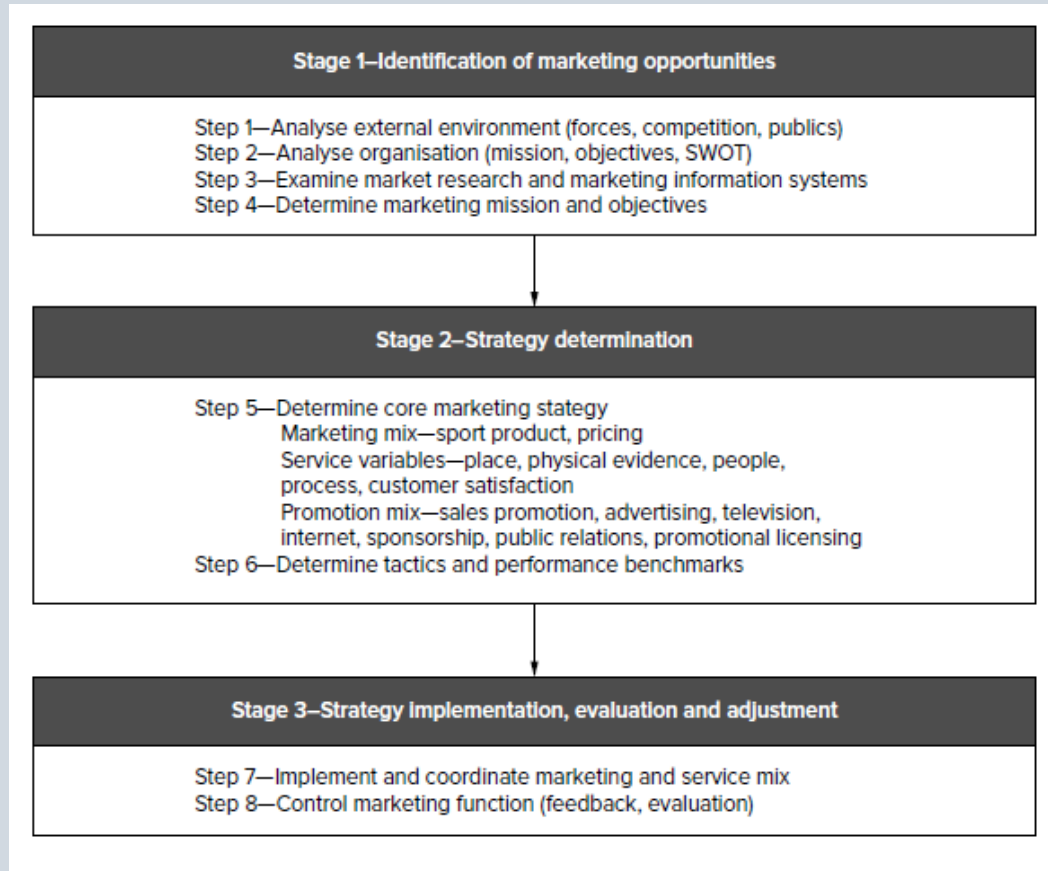 Stage 1–Identification of marketing opportunities
Step 1—Analyse external environment (forces, competition, publics)
Step 2—Analyse organisation (mission, objectives, SWOT)
Step 3—Examine market research and marketing information systems
Step 4—Determine marketing mission and objectives
Stage 2–Strategy determination
Step 5—Determine core marketing stategy
Marketing mix—sport product, pricing
Service variables—place, physical evidence, people,
process, customer satisfaction
Promotion mix—sales promotion, advertising, television,
internet, sponsorship, public relations, promotional licensing
Step 6—Determine tactics and performance benchmarks
Stage 3–Strategy implementation, evaluation and adjustment
Step 7—Implement and coordinate marketing and service mix
Step 8—Control marketing function (feedback, evaluation)